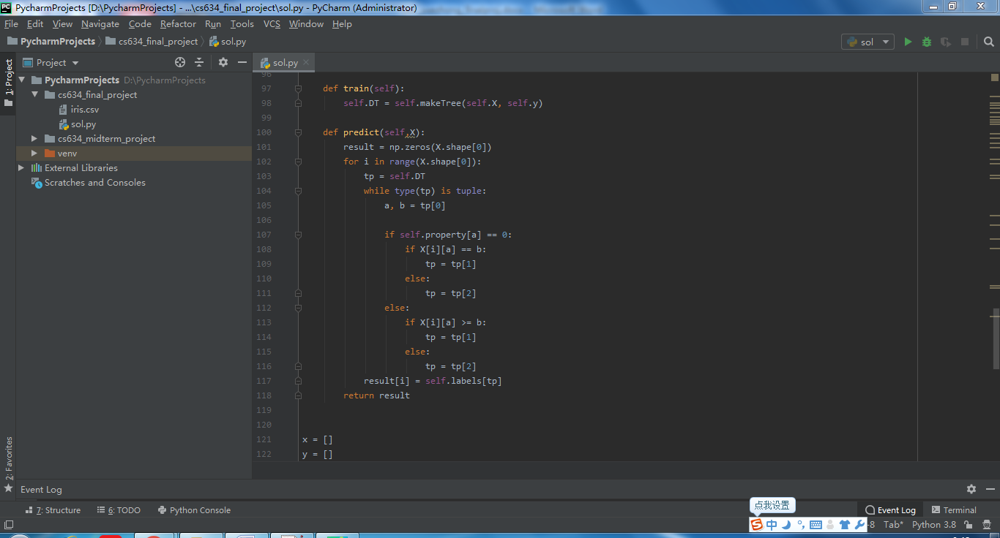 PC PycharmProjects [D:\PycharmProjects] - ...\cs634_final_project\sol.py - PyCharm (Administrator)
File Edit View Navigate Code Refactor Run Tools VCS Window Help
PycharmProjects cs634_final_project sol.py sol
1: Project
Project sol.py
PycharmProjects D:\PycharmProjects
cs634_final_project
iris.csv
sol.py
cs634_midterm_project
venv
External Libraries
Scratches and Consoles
96
97 def train(self):
98 self.DT = self.makeTree(self.X, self.y)
99
100 def predict(self,X):
101 result = np.zeros(X.shape[0])
102 for i in range(X.shape[0]):
103 tp = self.DT
104 while type(tp) is tuple:
105 a, b = tp[0]
106
107 if self.property[a] == 0:
108 if X[i][a] == b:
109 tp = tp[1]
110 else:
111 tp = tp[2]
112 else:
113 if X[i][a] >= b:
114 tp = tp[1]
115 else:
116 tp = tp[2]
117 result[i] = self.labels[tp]
118 return result
119
120
121 x = []
122 y = []
2: Favorites
Event Log
点我设置
7: Structure 6: TODO Python Console Event Log Terminal
S 中 -8 Tab* Python 3.8